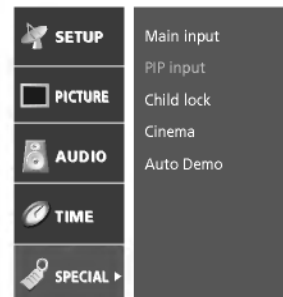 SETUP
PICTURE
AUDIO
TIME
SPECIAL
Main input
PIP input
Child lock
Cinema
Auto Demo